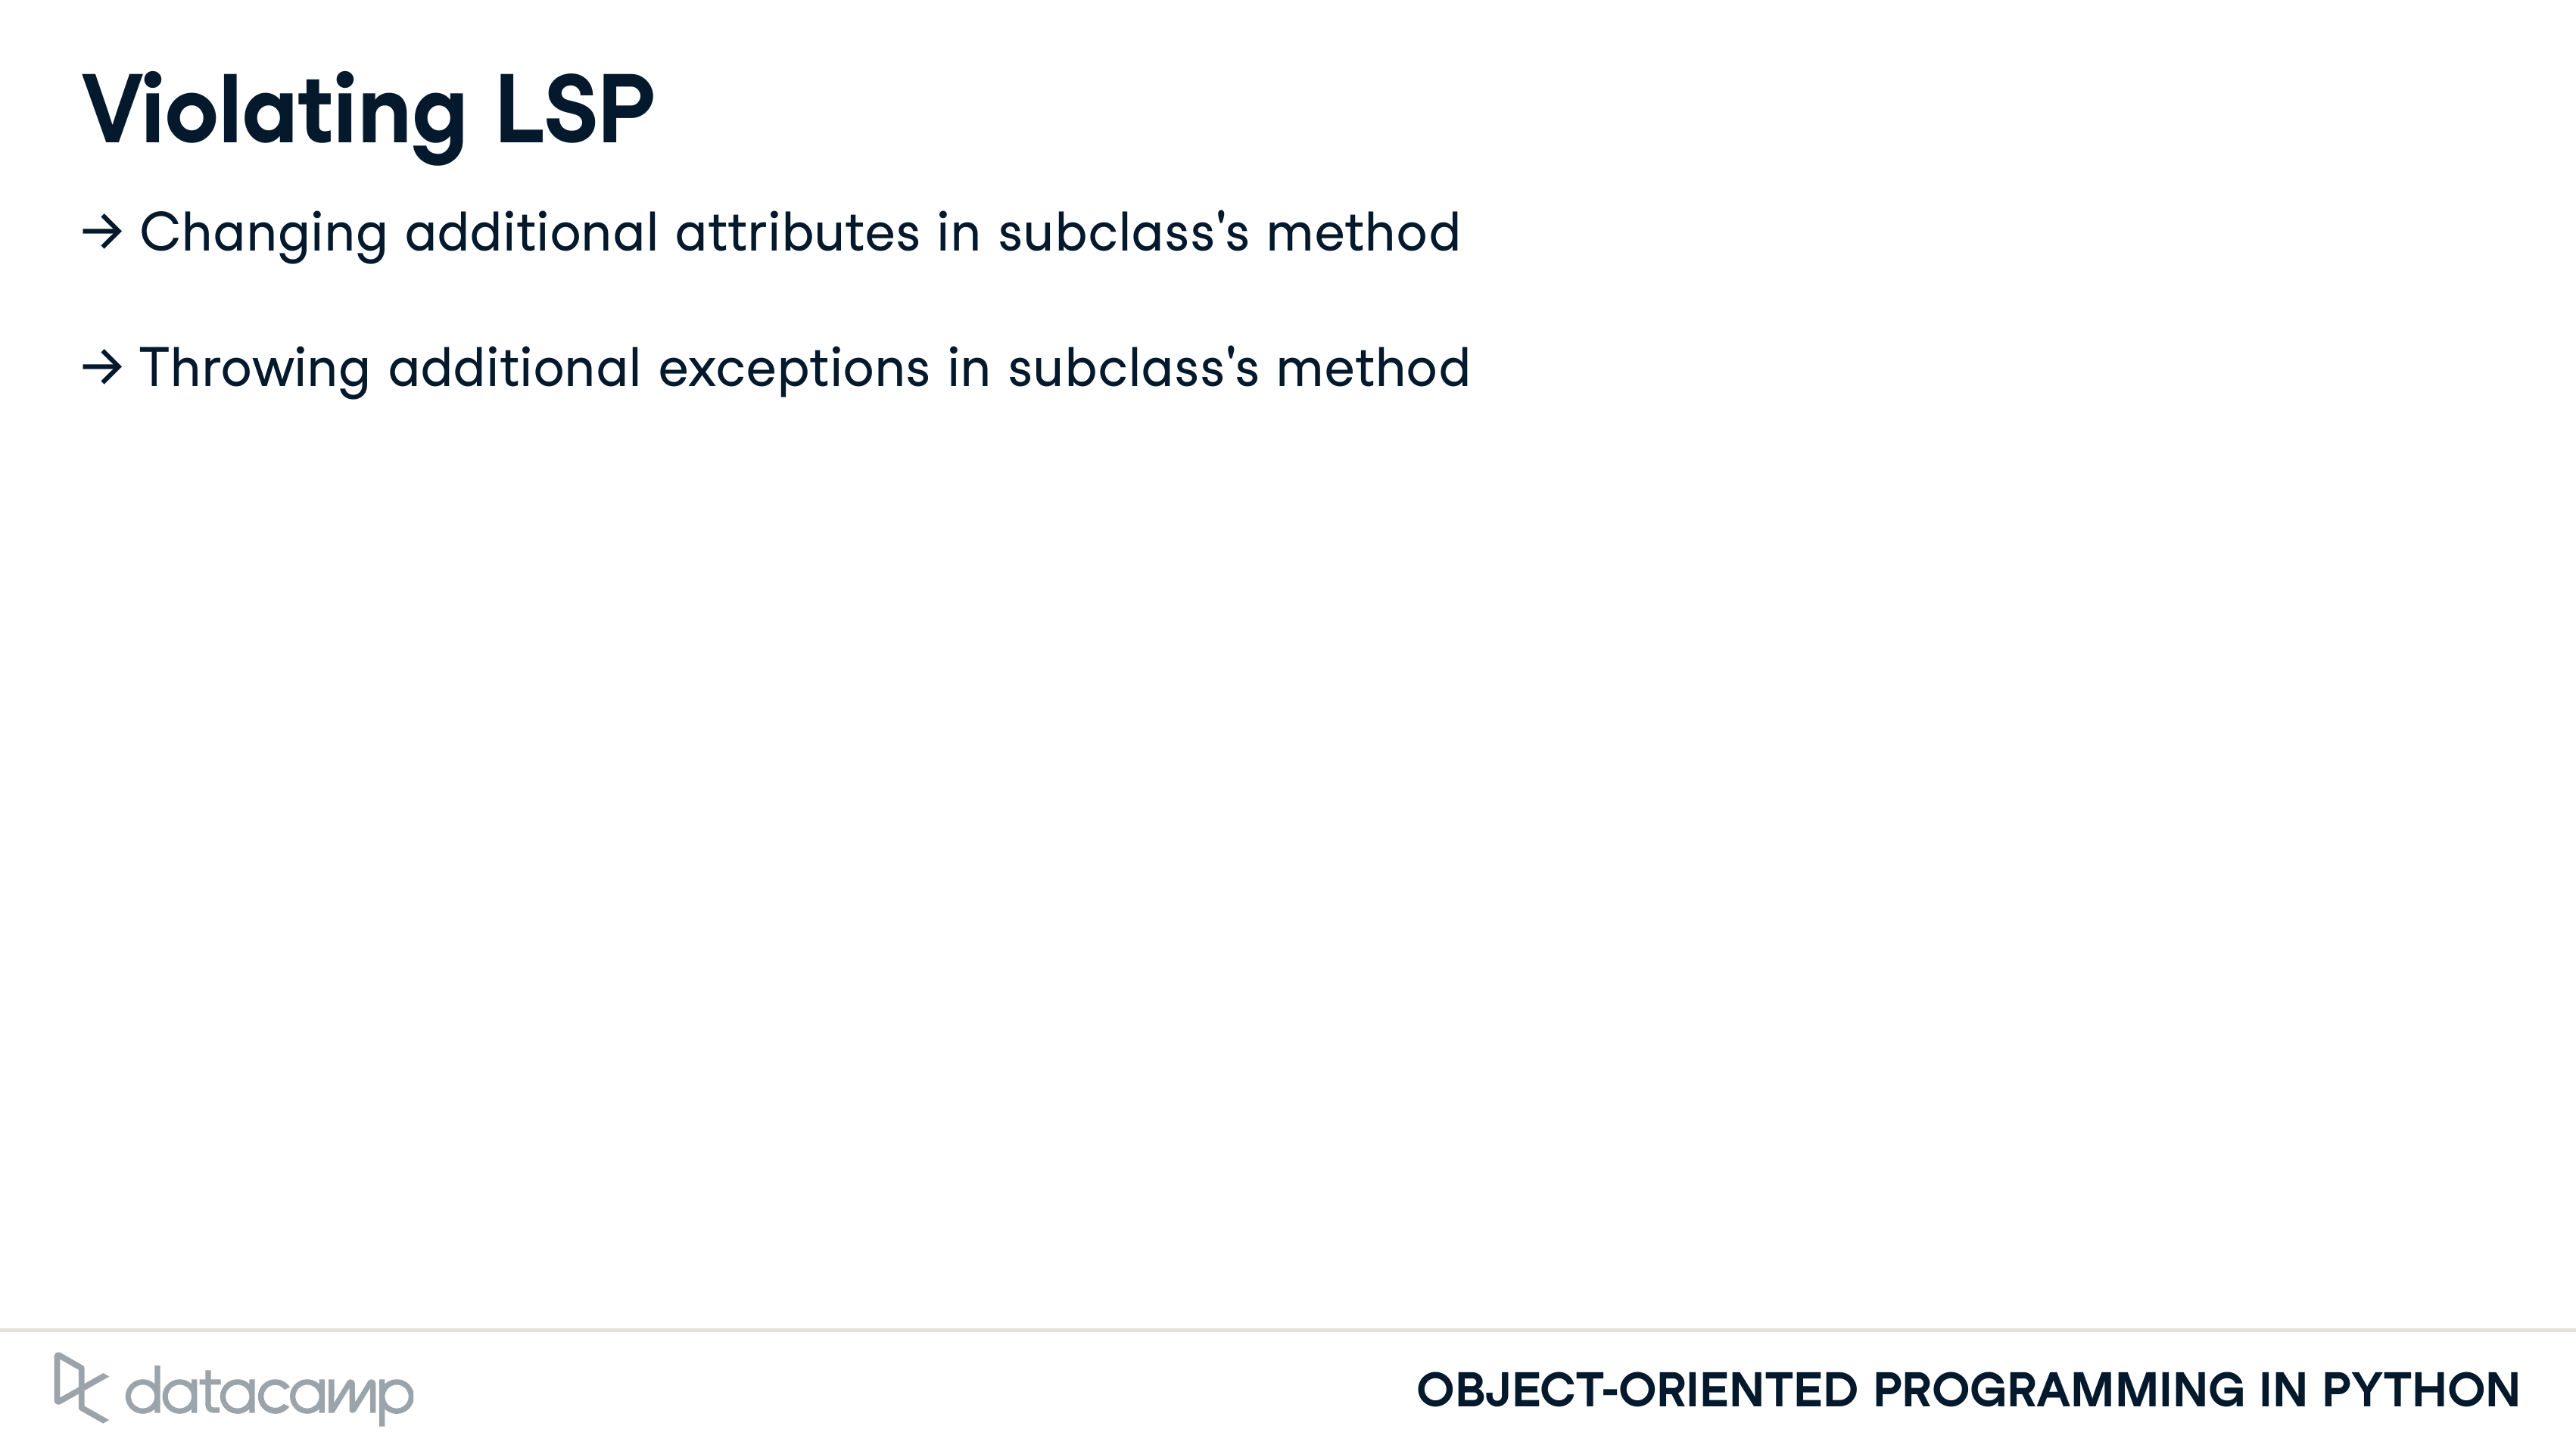 Violating LSP
→ Changing additional attributes in subclass's method
→ Throwing additional exceptions in subclass's method
datacamp
OBJECT-ORIENTED PROGRAMMING IN PYTHON